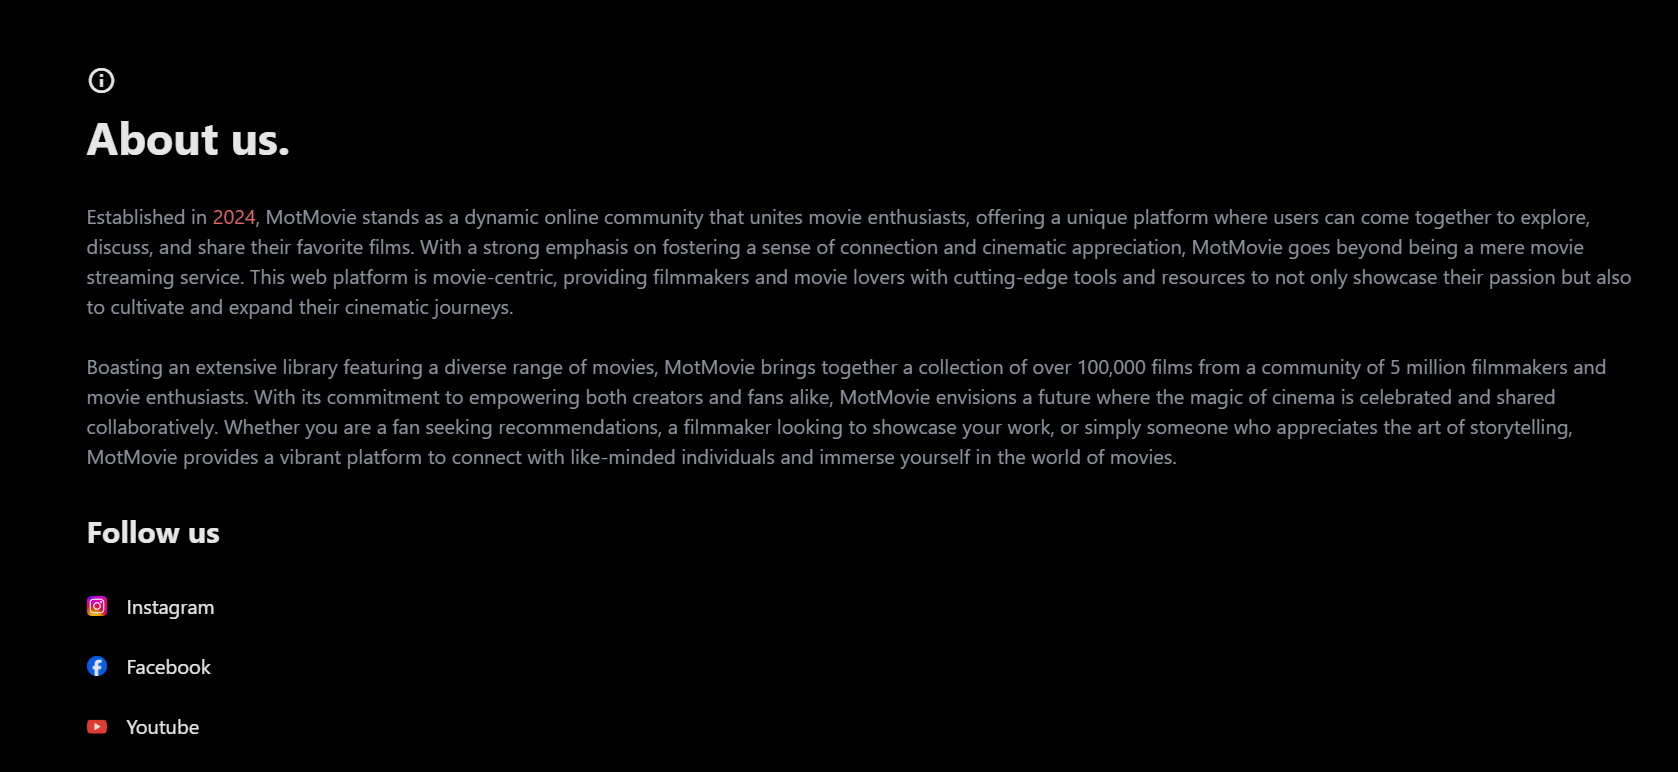 About us.
Established in 2024, MotMovie stands as a dynamic online community that unites movie enthusiasts, offering a unique platform where users can come together to explore,
discuss, and share their favorite films. With a strong emphasis on fostering a sense of connection and cinematic appreciation, MotMovie goes beyond being a mere movie
streaming service. This web platform is movie-centric, providing filmmakers and movie lovers with cutting-edge tools and resources to not only showcase their passion but also
to cultivate and expand their cinematic journeys.
Boasting an extensive library featuring a diverse range of movies, MotMovie brings together a collection of over 100,000 films from a community of 5 million filmmakers and
movie enthusiasts. With its commitment to empowering both creators and fans alike, MotMovie envisions a future where the magic of cinema is celebrated and shared
collaboratively. Whether you are a fan seeking recommendations, a filmmaker looking to showcase your work, or simply someone who appreciates the art of storytelling,
MotMovie provides a vibrant platform to connect with like-minded individuals and immerse yourself in the world of movies.
Follow us
Instagram
Facebook
Youtube